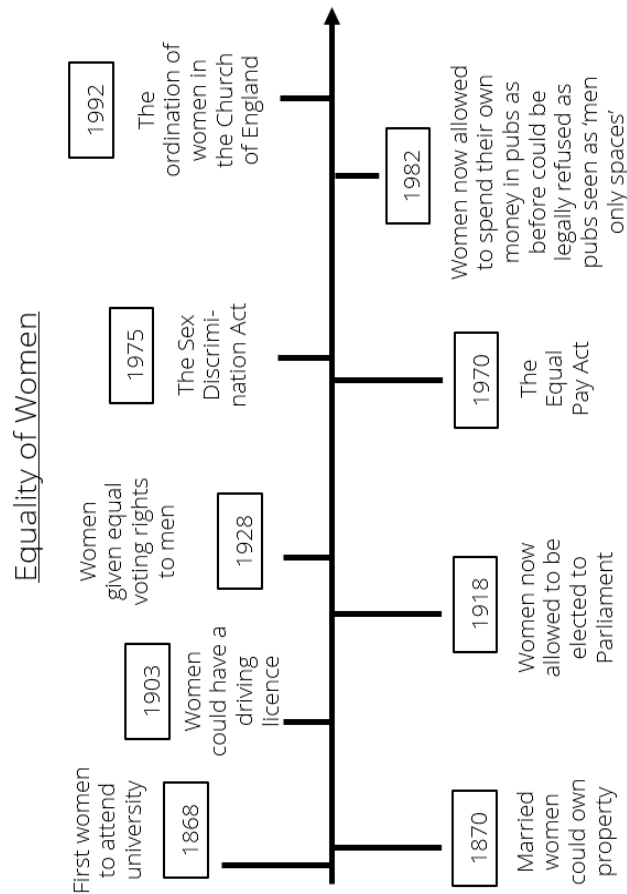 Equality of Women
First women
to attend
university
1868
1870
Married
women
could own
property
1903
Women
could have a
driving
licence
1918
Women now
allowed to be
elected to
Parliament
Women
given equal
voting rights
to men
1928
1970
The
Equal
Pay Act
1975
The Sex
Discrimi-
nation Act
1982
Women now allowed
to spend their own
money in pubs as
before could be
legally refused as
pubs seen as ‘men
only spaces’
1992
The
ordination of
women in
the Church
of England